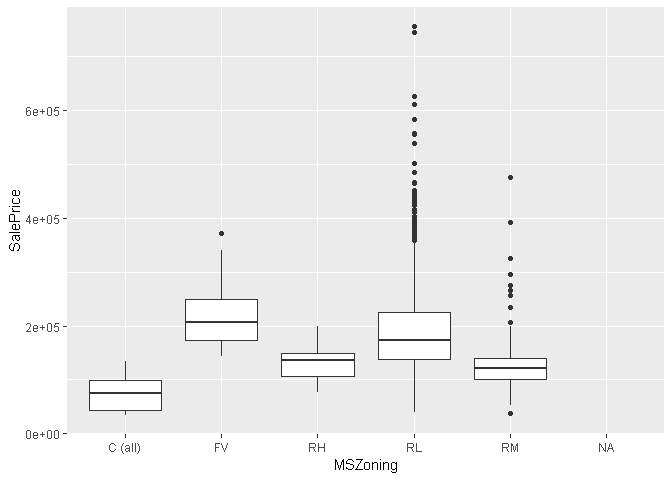 6e+05
4e+05
SalePrice
2e+05
0e+00
C (all) FV RH RL RM NA
MSZoning